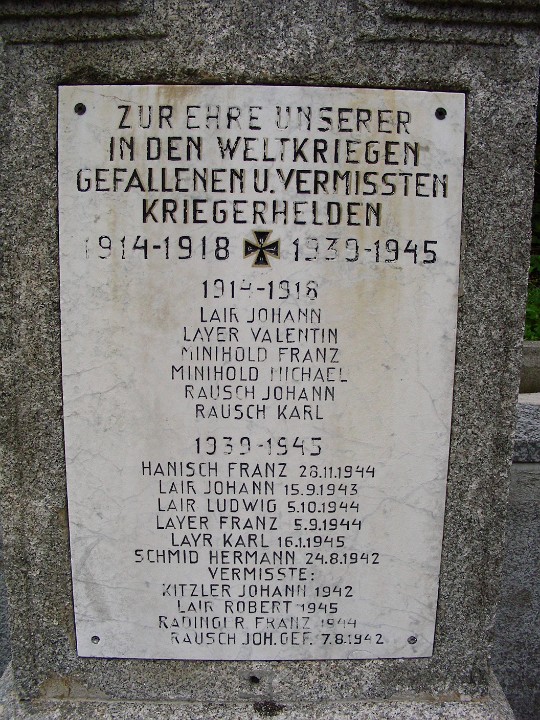 ZUR EHRE UNSERER
IN DEN WELTKRIEGEN
GEFALLENEN U. VERMISSTEN
KRIEGERHELDEN
1914-1918 1939-1945
1914-1918
LAIR JOHANN
LAYER VALENTIN
MINIHOLD FRANZ
MINIHOLD MICHAEL
RAUSCH JOHANN
RAUSCH KARL
1939-1945
HANISCH FRANZ 28.11.1944
LAIR JOHANN 15.9.1943
LAIR LUDWIG 5.10.1944
LAYER FRANZ 5.9.1944
LAYR KARL 16.1.1945
SCHMID HERMANN 24.8.1942
VERMISSTE:
KITZLER JOHANN 1942
LAIR ROBERT 1945
RADINGER FRANZ 1944
RAUSCH JOH. GEF. 7.8.1942